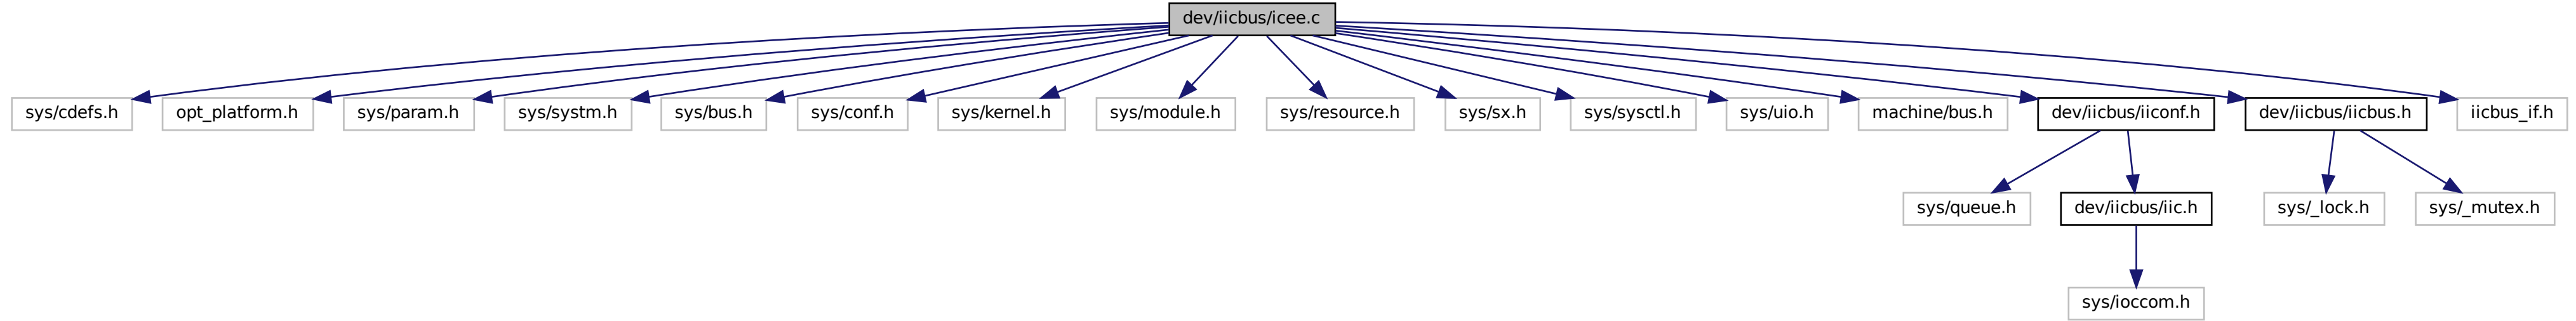 dev/iicbus/icee.c
sys/cdefs.h
opt_platform.h
sys/param.h
sys/systm.h
sys/bus.h
sys/conf.h
sys/kernel.h
sys/module.h
sys/resource.h
sys/sx.h
sys/sysctl.h
sys/uio.h
machine/bus.h
dev/iicbus/iiconf.h
dev/iicbus/iicbus.h
iicbus_if.h
sys/queue.h
dev/iicbus/iic.h
sys/_lock.h
sys/_mutex.h
sys/ioccom.h